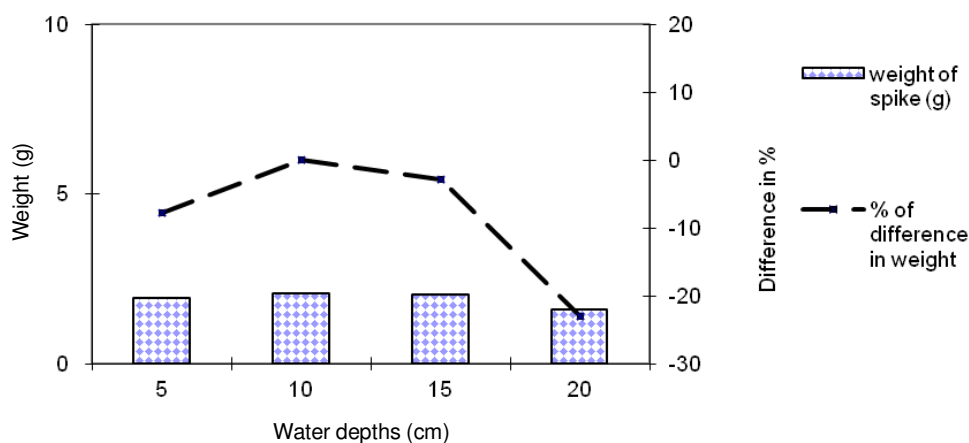 10
5
0
Weight (g)
5
10
15
20
Water depths (cm)
20
10
0
-10
-20
-30
Difference in %
weight of
spike (g)
% of
difference
in weight